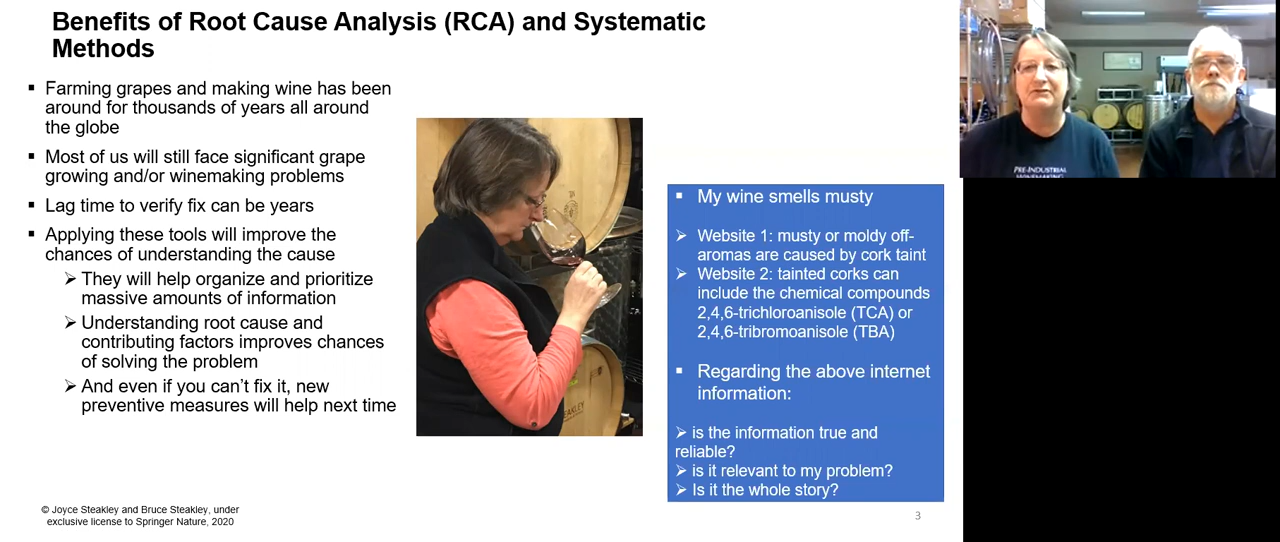 Benefits of Root Cause Analysis (RCA) and Systematic
Methods
▪ Farming grapes and making wine has been
around for thousands of years all around
the globe
▪ Most of us will still face significant grape
growing and/or winemaking problems
▪ Lag time to verify fix can be years
▪ Applying these tools will improve the
chances of understanding the cause
➢ They will help organize and prioritize
massive amounts of information
➢ Understanding root cause and
contributing factors improves chances
of solving the problem
➢ And even if you can't fix it, new
preventive measures will help next time
▪ My wine smells musty
➢ Website 1: musty or moldy off-
aromas are caused by cork taint
➢ Website 2: tainted corks can
include the chemical compounds
2,4,6-trichloroanisole (TCA) or
2,4,6-tribromoanisole (TBA)
▪ Regarding the above internet
information:
➢ is the information true and
reliable?
➢ is it relevant to my problem?
➢ Is it the whole story?
© Joyce Steakley and Bruce Steakley, under
exclusive license to Springer Nature, 2020
3
PRE-INDUSTRIAL
WINEMAKING